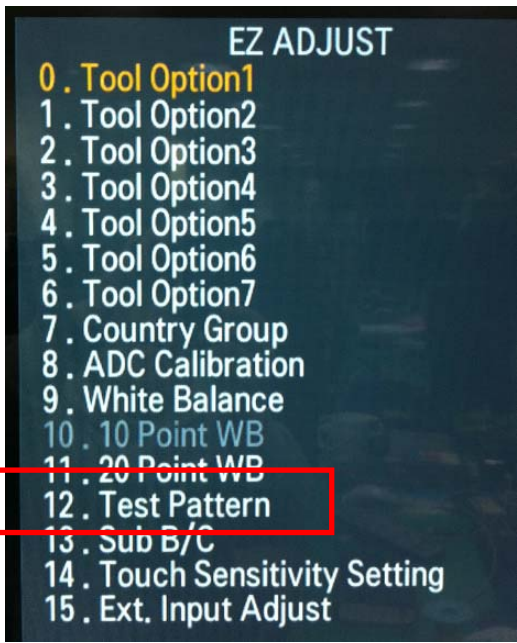 EZ ADJUST
0 . Tool Option1
1 . Tool Option2
2 . Tool Option3
3 . Tool Option4
4 . Tool Option5
5 . Tool Option6
6 . Tool Option7
7 . Country Group
8 . ADC Calibration
9 . White Balance
10 . 10 Point WB
11 . 20 Point WB
12 . Test Pattern
13 . Sub B/C
14 . Touch Sensitivity Setting
15 . Ext. Input Adjust